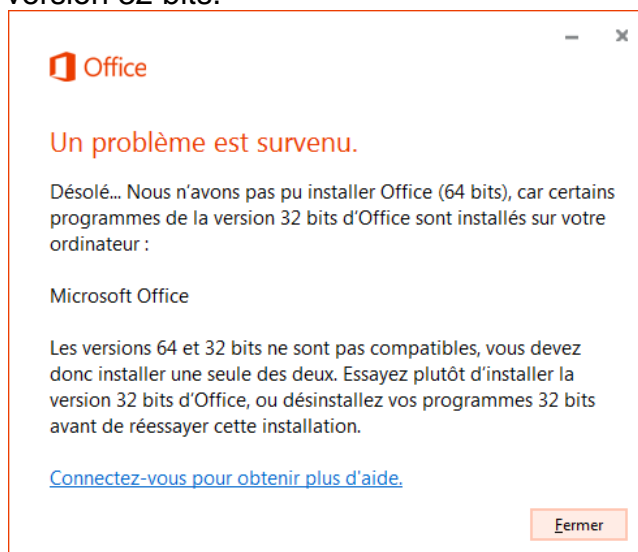 version 32 bits.
Office
Un problème est survenu.
Désolé... Nous n'avons pas pu installer Office (64 bits), car certains
programmes de la version 32 bits d'Office sont installés sur votre
ordinateur :
Microsoft Office
Les versions 64 et 32 bits ne sont pas compatibles, vous devez
donc installer une seule des deux. Essayez plutôt d'installer la
version 32 bits d'Office, ou désinstallez vos programmes 32 bits
avant de réessayer cette installation.
Connectez-vous pour obtenir plus d'aide.
Fermer